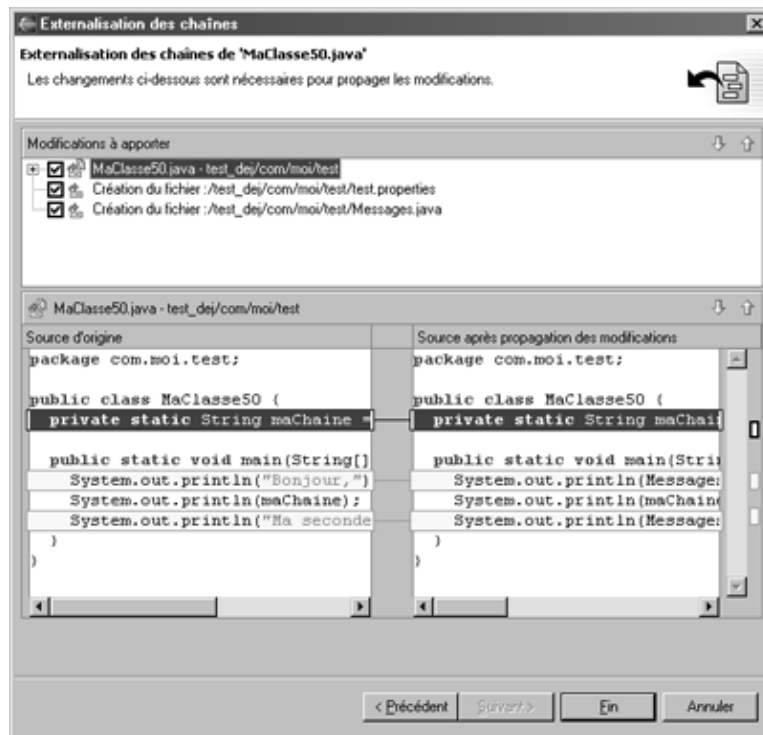 Externalisation des chaînes
Externalisation des chaînes de 'MaClasse50.java'
Les changements ci-dessous sont nécessaires pour propager les modifications.
Modifications à apporter
MaClasse50.java - test_dej/com/moi/test
Création du fichier :/test_dej/com/moi/test/test.properties
Création du fichier :/test_dej/com/moi/test/Messages.java
MaClasse50.java - test_dej/com/moi/test
Source d'origine
package com.moi.test;
public class MaClasse50 {
private static String maChaine =
public static void main(String[]
System.out.println("Bonjour,")
System.out.println(maChaine);
System.out.println("Ma seconde
}
}
Source après propagation des modifications
package com.moi.test;
public class MaClasse50 {
private static String maChai
public static void main(Stri
System.out.println(Message
System.out.println(maChain
System.out.println(Message
}
}
< Précédent
Suivant >
Fin
Annuler